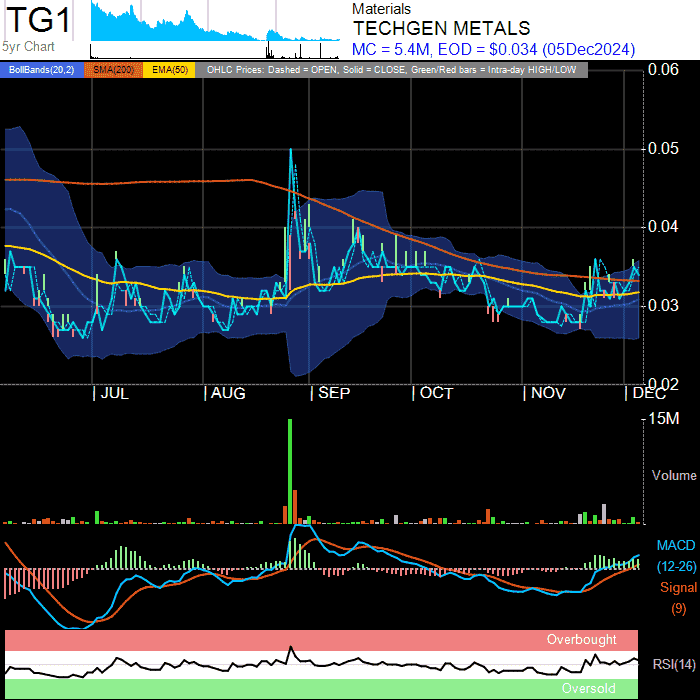 TG1
5yr Chart
Materials
TECHGEN METALS
MC = 5.4M, EOD = $0.034 (05Dec2024)
BollBands(20,2) SMA(200) EMA(50) OHLC Prices: Dashed = OPEN, Solid = CLOSE, Green/Red bars = Intra-day HIGH/LOW
0.06
0.05
0.04
0.03
0.02
JUL AUG SEP OCT NOV DEC
15M
Volume
MACD
(12-26)
Signal
(9)
Overbought
RSI(14)
Oversold